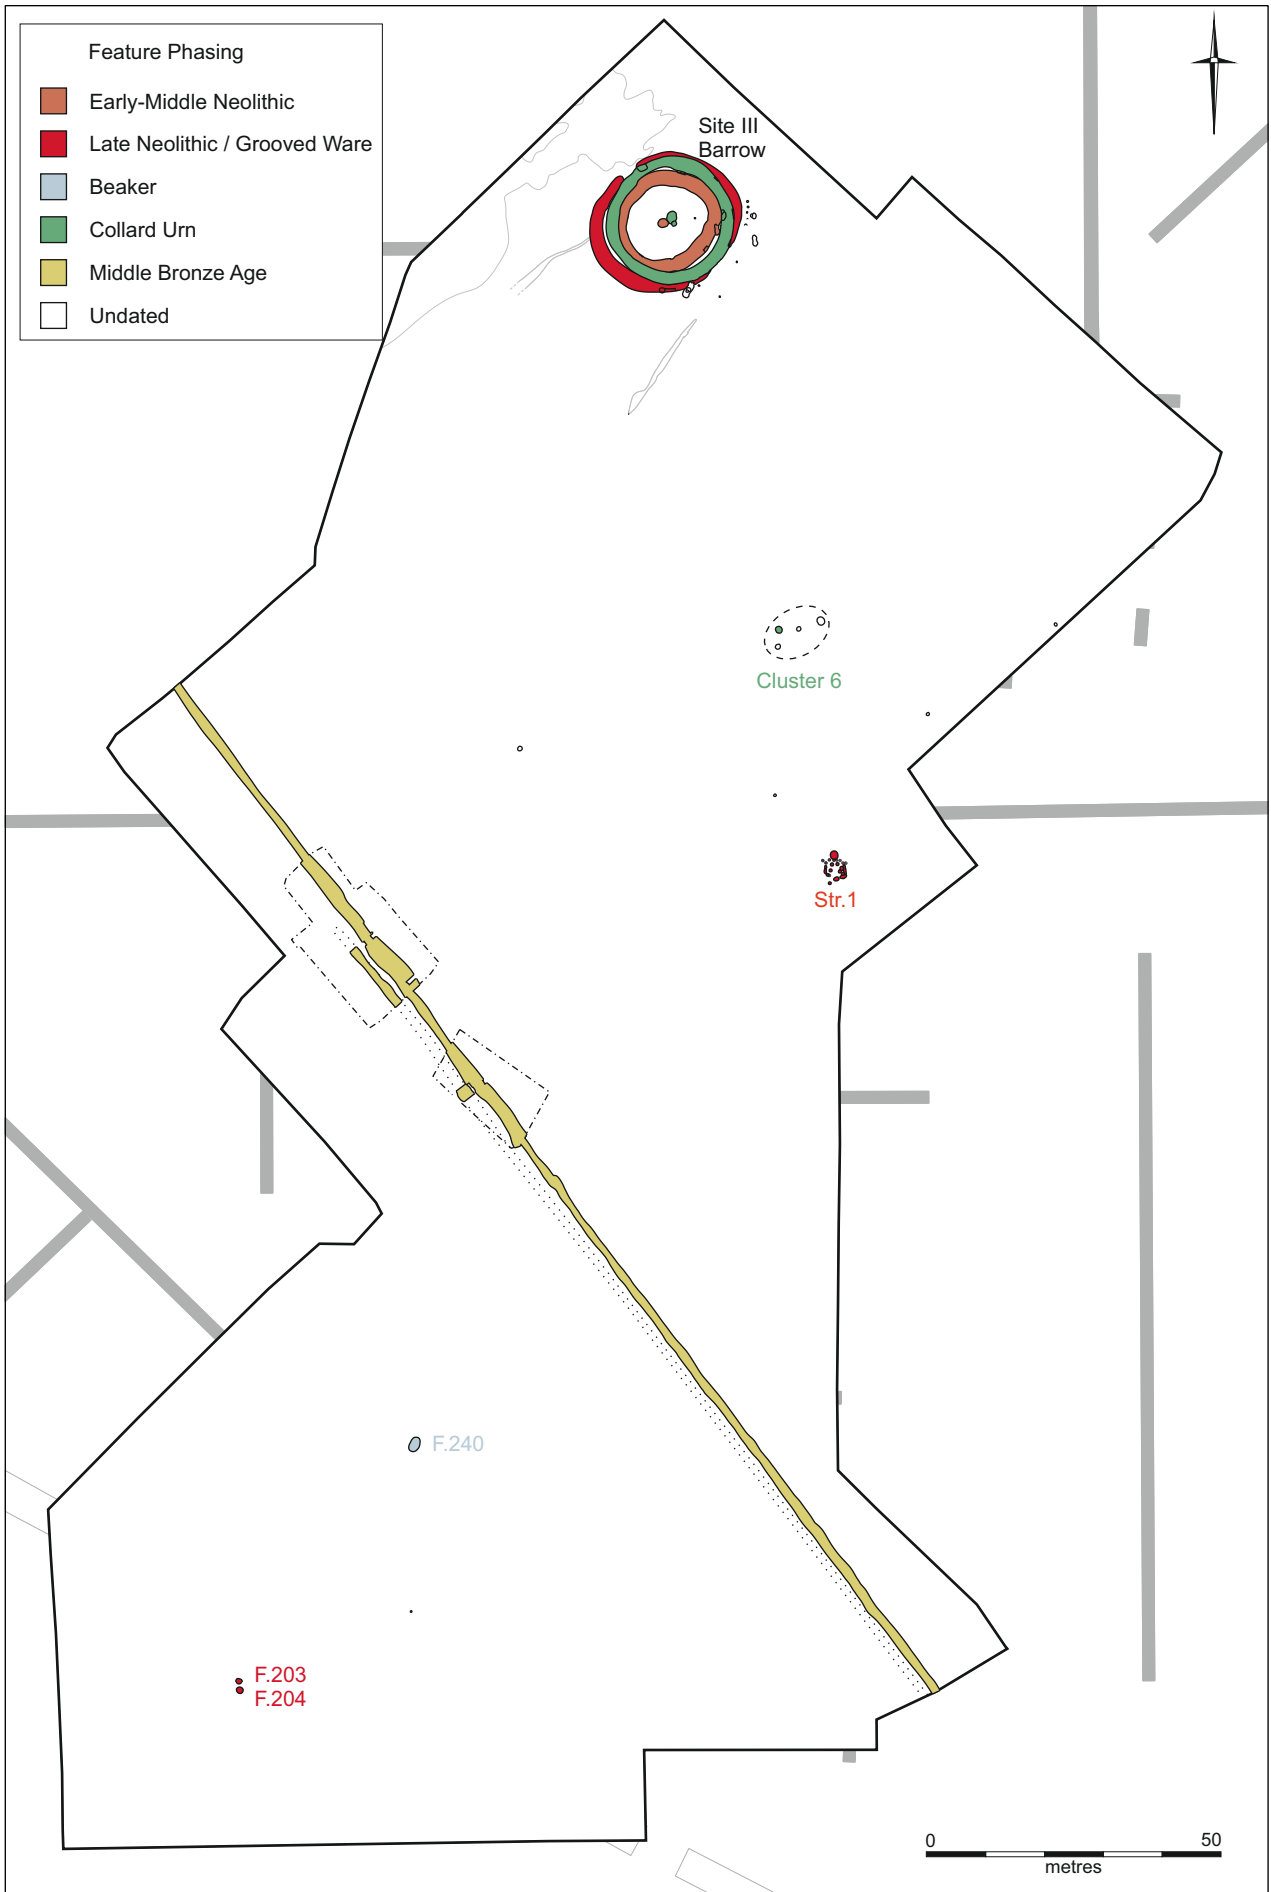 Feature Phasing
Early-Middle Neolithic
Late Neolithic / Grooved Ware
Beaker
Collard Urn
Middle Bronze Age
Undated
Site III
Barrow
Cluster 6
Str.1
F.240
F.203
F.204
0 50
metres